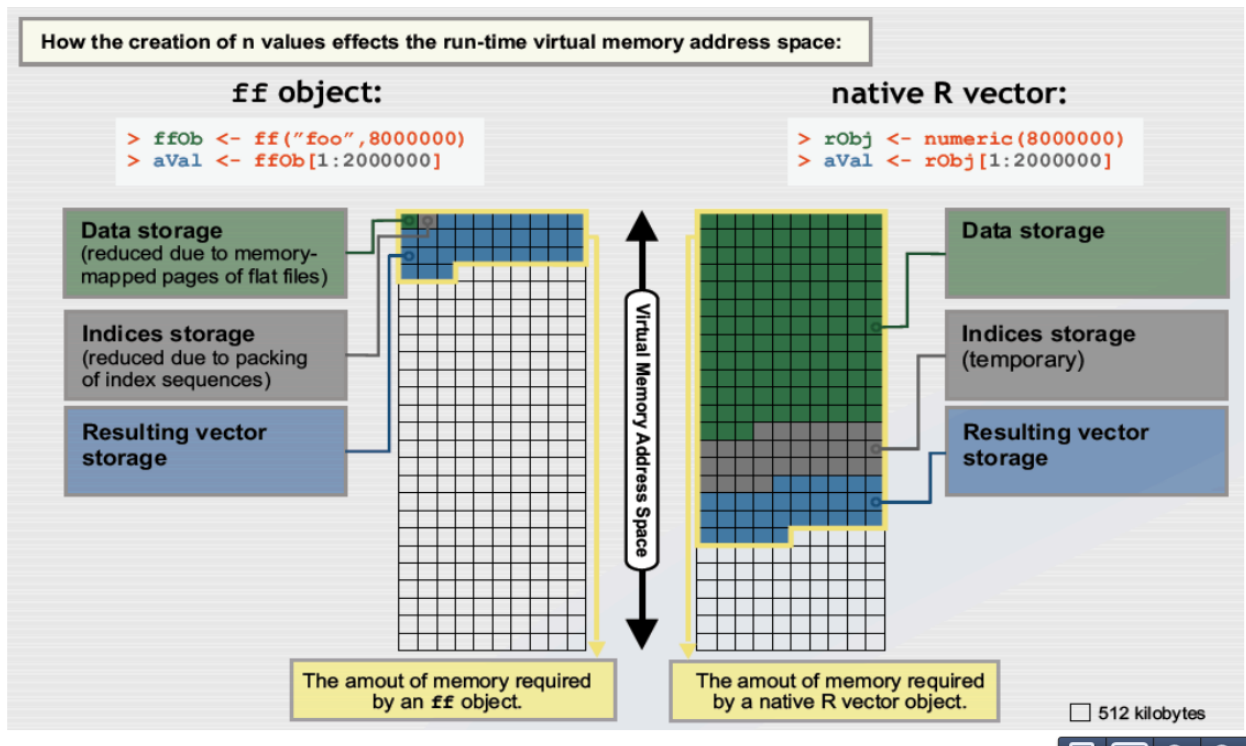 How the creation of n values effects the run-time virtual memory address space:
ff object:
> ffOb <- ff("foo",8000000)
> aVal <- ffOb[1:2000000]
native R vector:
> rObj <- numeric(8000000)
> aVal <- rObj[1:2000000]
Data storage
(reduced due to memory-
mapped pages of flat files)
Indices storage
(reduced due to packing
of index sequences)
Resulting vector
storage
Virtual Memory Address Space
Data storage
Indices storage
(temporary)
Resulting vector
storage
The amout of memory required
by an ff object.
The amout of memory required
by a native R vector object.
512 kilobytes